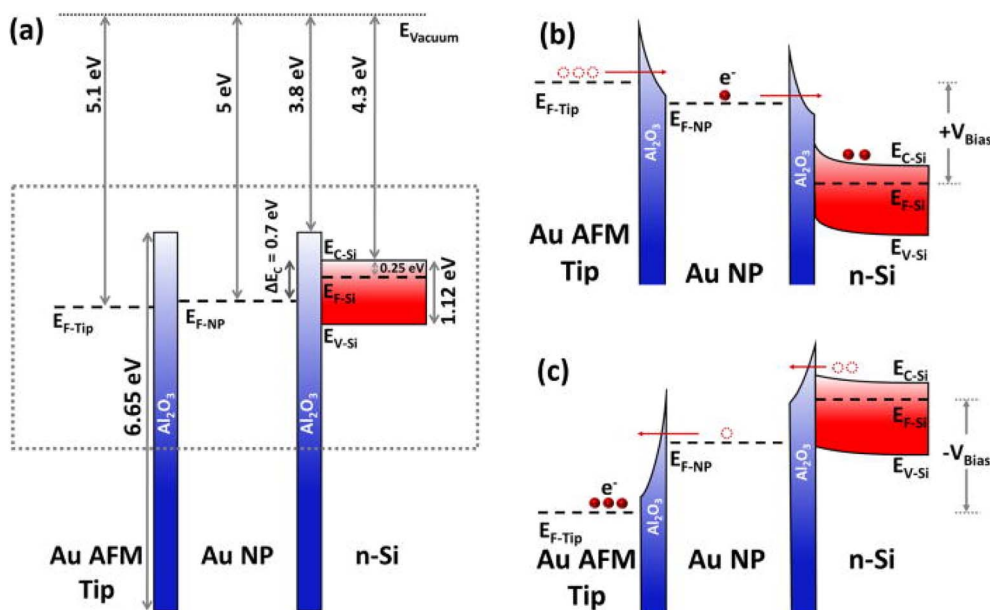 (a)
E_Vacuum
5.1 eV
5 eV
3.8 eV
4.3 eV
ΔE_C = 0.7 eV
E_C-Si
0.25 eV
E_F-Si
1.12 eV
E_F-Tip
E_F-NP
E_V-Si
6.65 eV
Al₂O₃
Al₂O₃
Au AFM
Tip
Au NP
n-Si
(b)
e⁻
E_F-Tip
E_F-NP
Al₂O₃
Al₂O₃
E_C-Si
+V_Bias
E_F-Si
E_V-Si
Au AFM
Tip
Au NP
n-Si
(c)
E_C-Si
E_F-Si
E_F-NP
E_V-Si
-V_Bias
Al₂O₃
Al₂O₃
e⁻
E_F-Tip
Au AFM
Tip
Au NP
n-Si